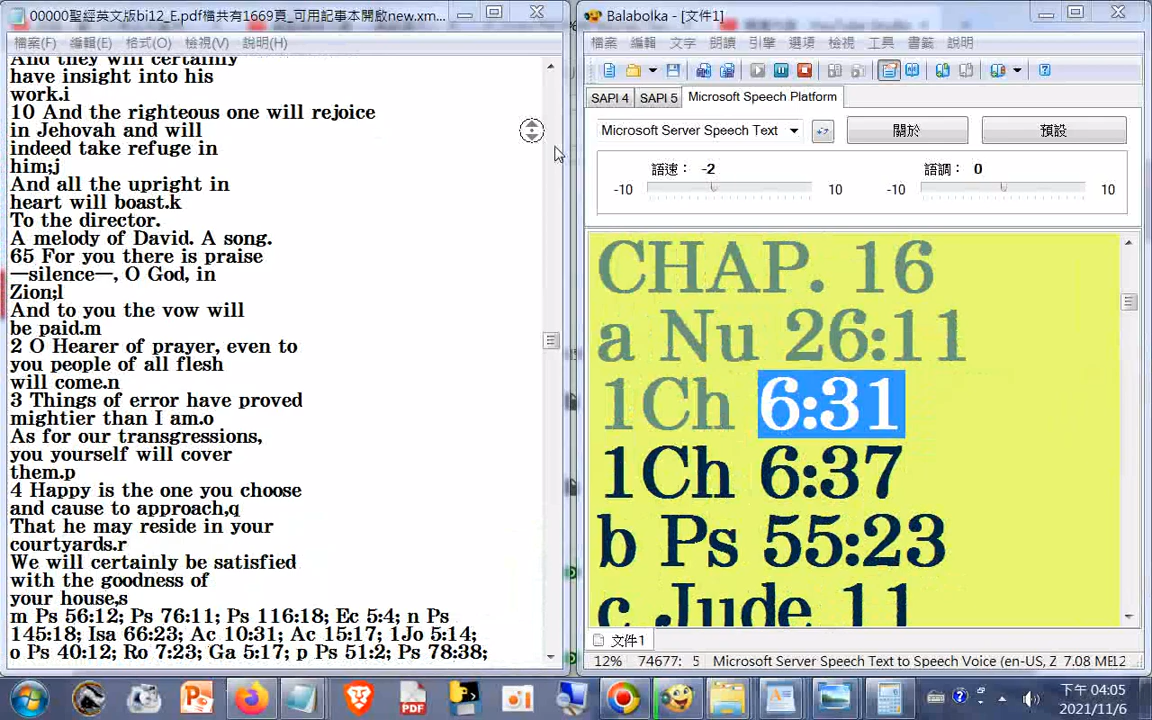 00000聖經英文版bi12_E.pdf檔共有1669頁_可用記事本開啟new.xm...
檔案(F) 編輯(E) 格式(O) 檢視(V) 說明(H)
And they will certainly
have insight into his
work.i
10 And the righteous one will rejoice
in Jehovah and will
indeed take refuge in
him;j
And all the upright in
heart will boast.k
To the director.
A melody of David. A song.
65 For you there is praise
—silence—, O God, in
Zion;l
And to you the vow will
be paid.m
2 O Hearer of prayer, even to
you people of all flesh
will come.n
3 Things of error have proved
mightier than I am.o
As for our transgressions,
you yourself will cover
them.p
4 Happy is the one you choose
and cause to approach,q
That he may reside in your
courtyards.r
We will certainly be satisfied
with the goodness of
your house,s
m Ps 56:12; Ps 76:11; Ps 116:18; Ec 5:4; n Ps
145:18; Isa 66:23; Ac 10:31; Ac 15:17; 1Jo 5:14;
o Ps 40:12; Ro 7:23; Ga 5:17; p Ps 51:2; Ps 78:38;
Balabolka - [文件1]
檔案 編輯 文字 朗讀 引擎 選項 檢視 工具 書籤 說明
SAPI 4 SAPI 5 Microsoft Speech Platform
Microsoft Server Speech Text 關於 預設
語速: -2 語調: 0
-10 10 -10 10
CHAP. 16
a Nu 26:11
1Ch 6:31
1Ch 6:37
b Ps 55:23
c Jude 11
文件1
12% 74677: 5 Microsoft Server Speech Text to Speech Voice (en-US, Z 7.08 ME12
PDF
下午 04:05
2021/11/6